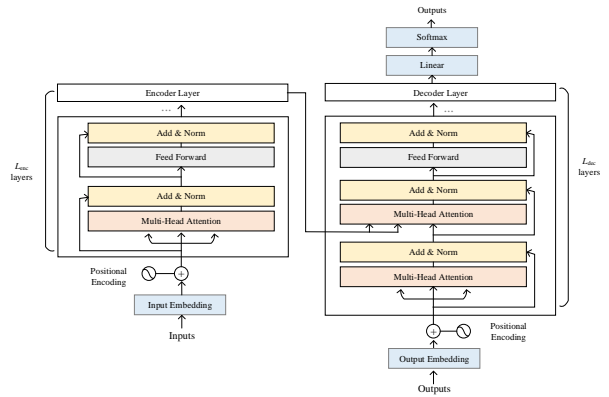 Outputs
Softmax
Linear
Encoder Layer
Decoder Layer
...
...
Add & Norm
Feed Forward
Add & Norm
Multi-Head Attention
L_enc
layers
Positional
Encoding
+
Input Embedding
Inputs
Add & Norm
Feed Forward
Add & Norm
Multi-Head Attention
Add & Norm
Multi-Head Attention
L_dec
layers
+
Positional
Encoding
Output Embedding
Outputs